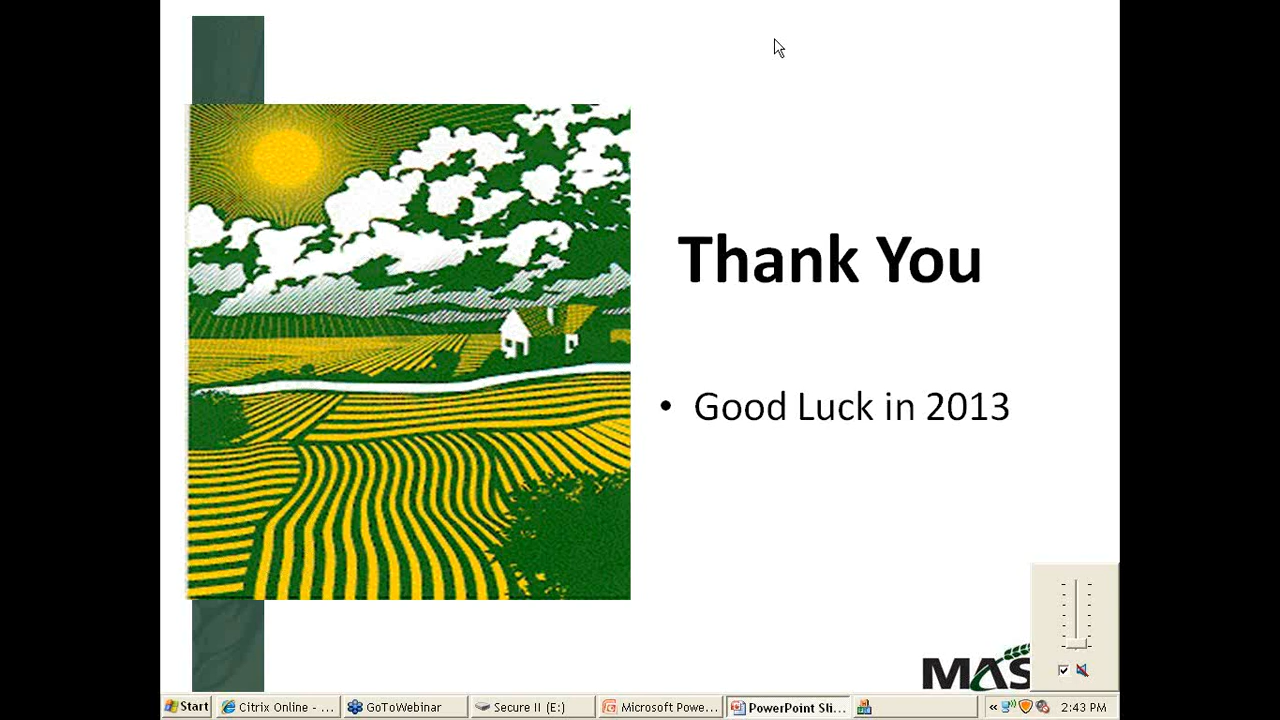 Thank You
• Good Luck in 2013
MAS
Start
Citrix Online - ...
GoToWebinar
Secure II (E:)
Microsoft Powe...
PowerPoint Sli...
«
2:43 PM